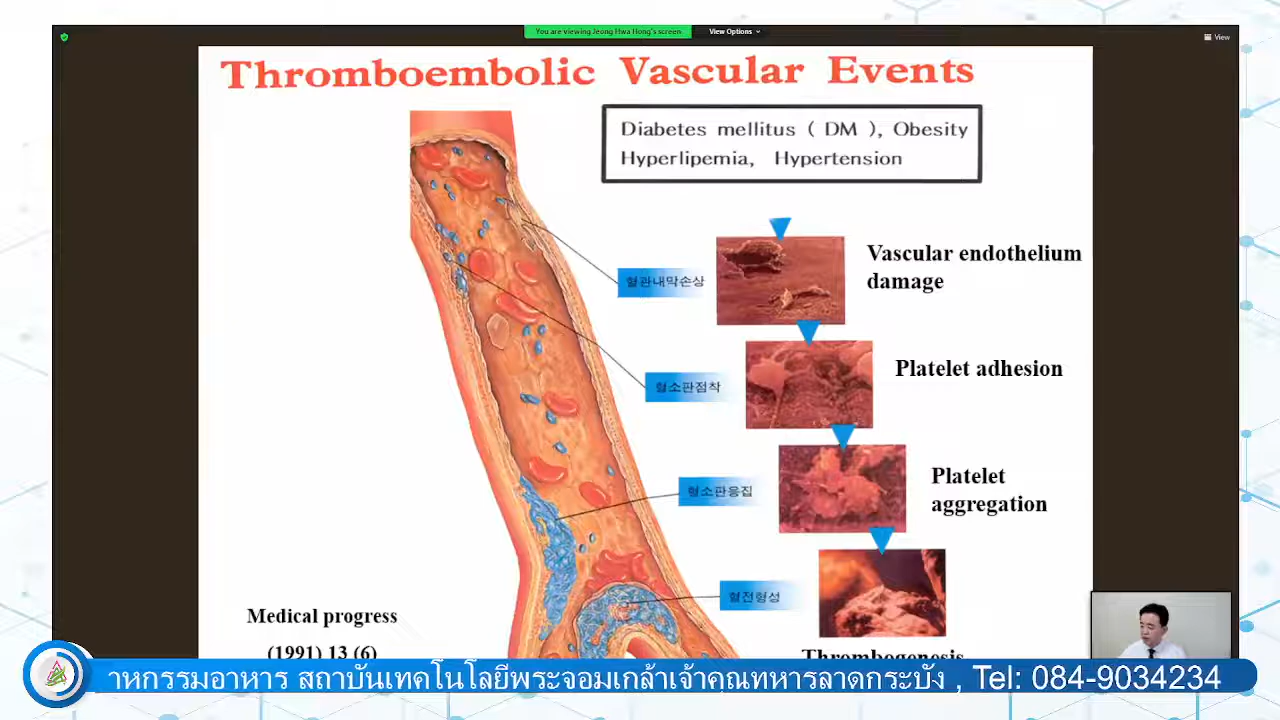 You are viewing Jeong Hwa Hong's screen
View Options
View
Thromboembolic Vascular Events
Diabetes mellitus ( DM ), Obesity
Hyperlipemia, Hypertension
혈관내막손상
Vascular endothelium
damage
혈소판점착
Platelet adhesion
혈소판응집
Platelet
aggregation
혈전형성
Thrombogenesis
Medical progress
(1991) 13 (6)
าหกรรมอาหาร สถาบันเทคโนโลยีพระจอมเกล้าเจ้าคุณทหารลาดกระบัง , Tel: 084-9034234